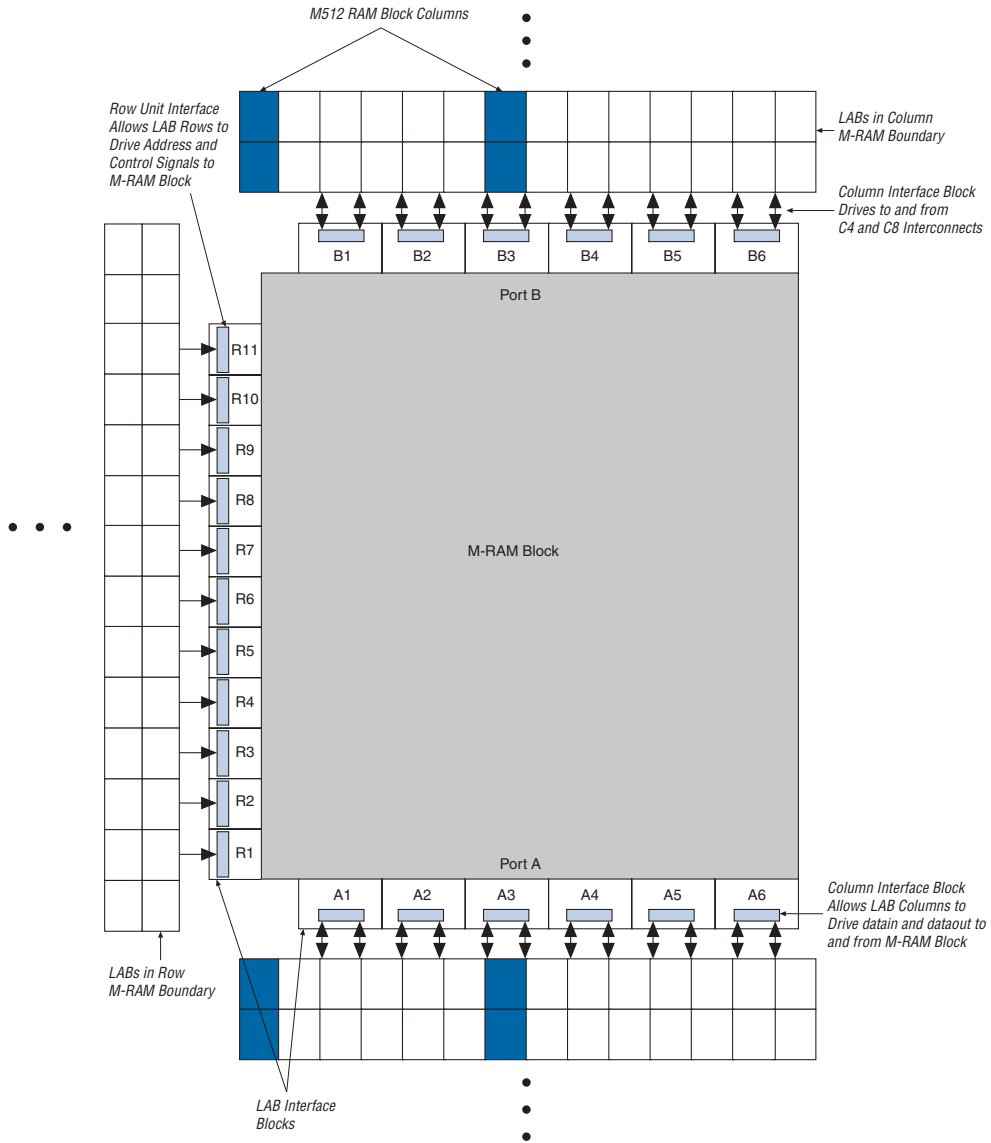 M512 RAM Block Columns
Row Unit Interface
Allows LAB Rows to
Drive Address and
Control Signals to
M-RAM Block
LABs in Column
M-RAM Boundary
Column Interface Block
Drives to and from
C4 and C8 Interconnects
B1 B2 B3 B4 B5 B6
Port B
R11
R10
R9
R8
R7
M-RAM Block
R6
R5
R4
R3
R2
R1
Port A
A1 A2 A3 A4 A5 A6
Column Interface Block
Allows LAB Columns to
Drive datain and dataout to
and from M-RAM Block
LABs in Row
M-RAM Boundary
LAB Interface
Blocks